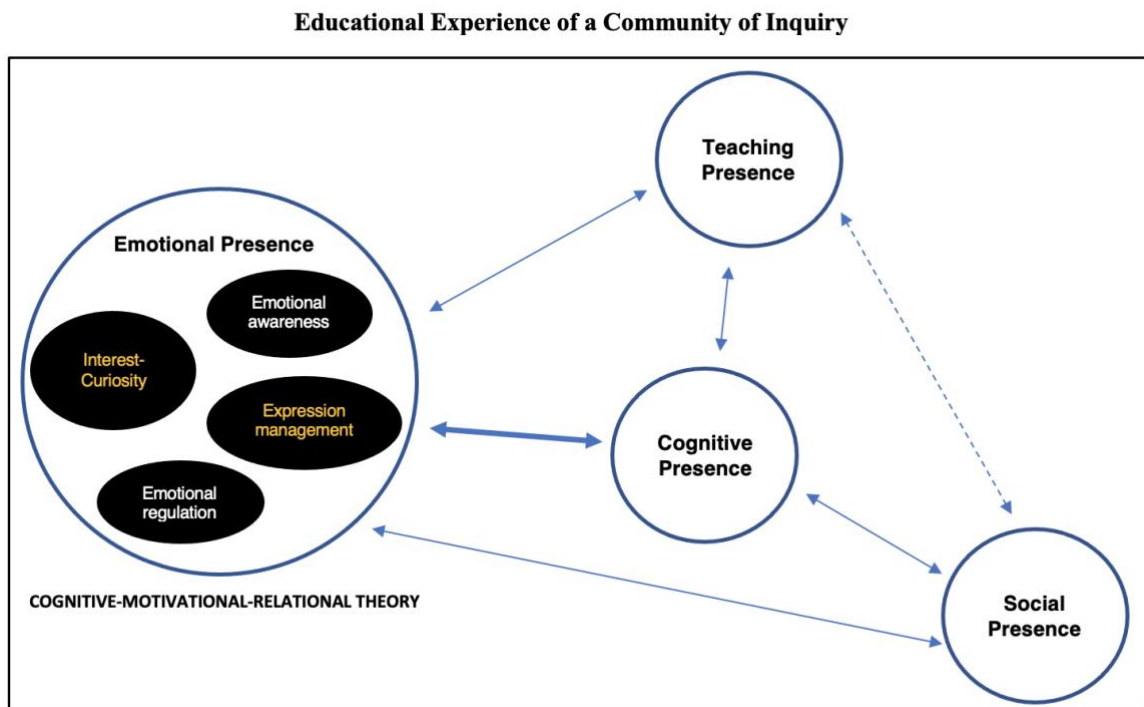 Educational Experience of a Community of Inquiry
Teaching
Presence
Emotional Presence
Emotional
awareness
Interest-
Curiosity
Expression
management
Emotional
regulation
Cognitive
Presence
COGNITIVE-MOTIVATIONAL-RELATIONAL THEORY
Social
Presence